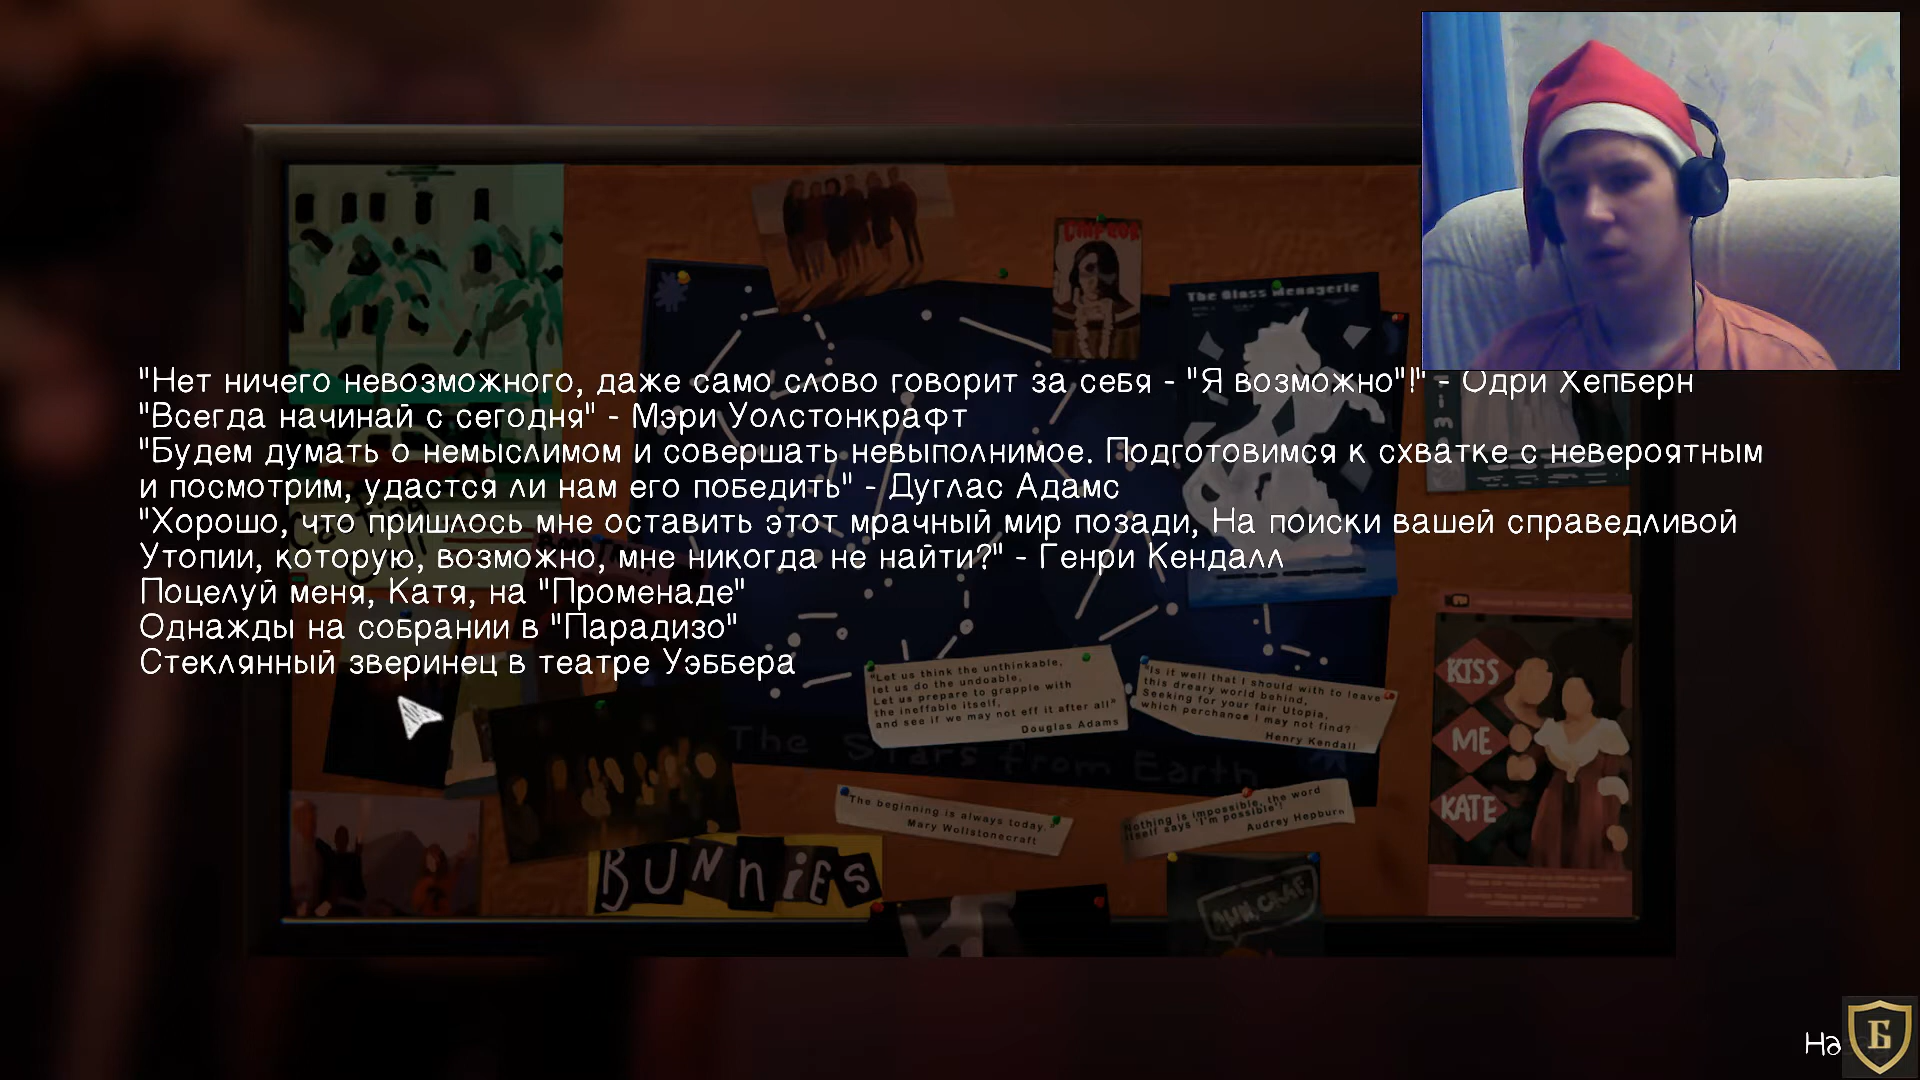 "Нет ничего невозможного, даже само слово говорит за себя - "Я возможно"!" - Одри Хепберн
"Всегда начинай с сегодня" - Мэри Уолстонкрафт
"Будем думать о немыслимом и совершать невыполнимое. Подготовимся к схватке с невероятным
и посмотрим, удастся ли нам его победить" - Дуглас Адамс
"Хорошо, что пришлось мне оставить этот мрачный мир позади, На поиски вашей справедливой
Утопии, которую, возможно, мне никогда не найти?" - Генри Кендалл
Поцелуй меня, Катя, на "Променаде"
Однажды на собрании в "Парадизо"
Стеклянный зверинец в театре Уэббера
The Glass Menagerie
"Let us think the unthinkable,
let us do the undoable.
Let us prepare to grapple with
the ineffable itself,
and see if we may not eff it after all"
Douglas Adams
"Is it well that I should with to leave
this dreary world behind,
Seeking for your fair Utopia,
which perchance I may not find?
Henry Kendall
The Stars from Earth
"The beginning is always today."
Mary Wollstonecraft
Nothing is impossible, the word
itself says 'I'm possible'!
Audrey Hepburn
KISS
ME
KATE
BUNNiES
На
Б